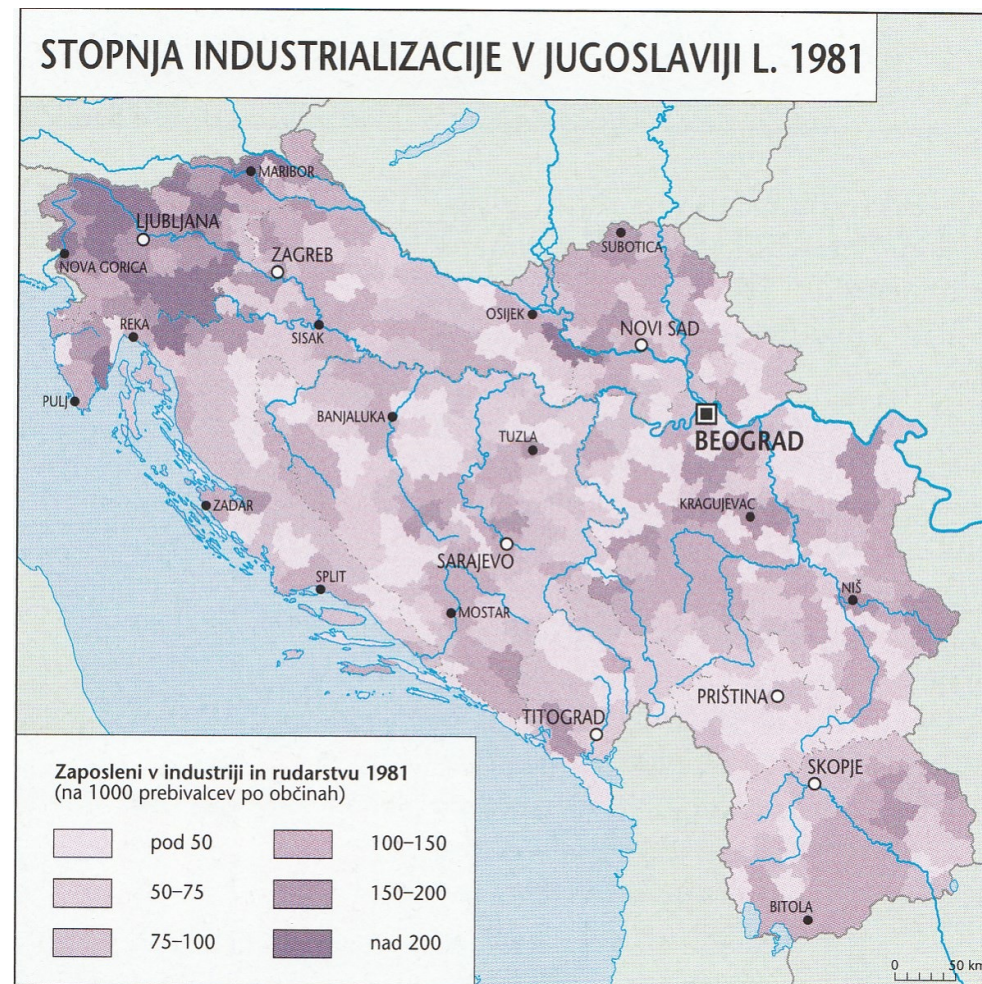 STOPNJA INDUSTRIALIZACIJE V JUGOSLAVIJI L. 1981
MARIBOR
LJUBLJANA
NOVA GORICA
ZAGREB
SUBOTICA
REKA
SISAK
OSIJEK
NOVI SAD
PULJ
BANJALUKA
TUZLA
BEOGRAD
ZADAR
KRAGUJEVAC
SARAJEVO
SPLIT
MOSTAR
NIŠ
PRIŠTINA
TITOGRAD
SKOPJE
BITOLA
Zaposleni v industriji in rudarstvu 1981
(na 1000 prebivalcev po občinah)
pod 50
100–150
50–75
150–200
75–100
nad 200
0 50 km